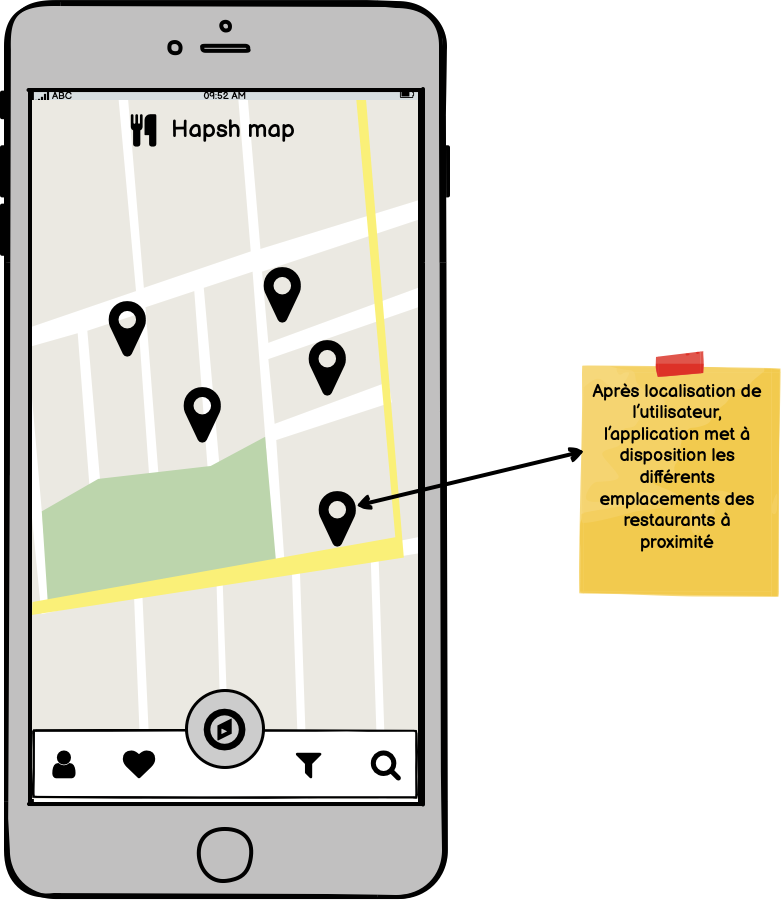 ABC 09:52 AM
Hapsh map
Après localisation de
l'utilisateur,
l'application met à
disposition les
différents
emplacements des
restaurants à
proximité